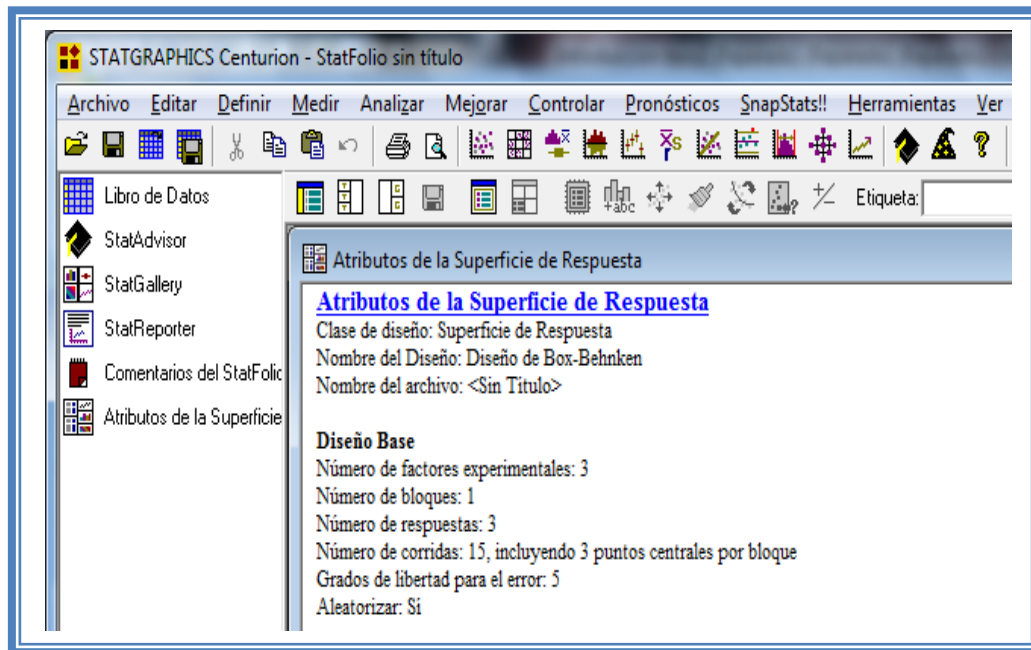 STATGRAPHICS Centurion - StatFolio sin título
Archivo Editar Definir Medir Analizar Mejorar Controlar Pronósticos SnapStats!! Herramientas Ver
Libro de Datos
StatAdvisor
StatGallery
StatReporter
Comentarios del StatFolic
Atributos de la Superficie
Etiqueta:
Atributos de la Superficie de Respuesta
Atributos de la Superficie de Respuesta
Clase de diseño: Superficie de Respuesta
Nombre del Diseño: Diseño de Box-Behnken
Nombre del archivo: <Sin Titulo>
Diseño Base
Número de factores experimentales: 3
Número de bloques: 1
Número de respuestas: 3
Número de corridas: 15, incluyendo 3 puntos centrales por bloque
Grados de libertad para el error: 5
Aleatorizar: Sí